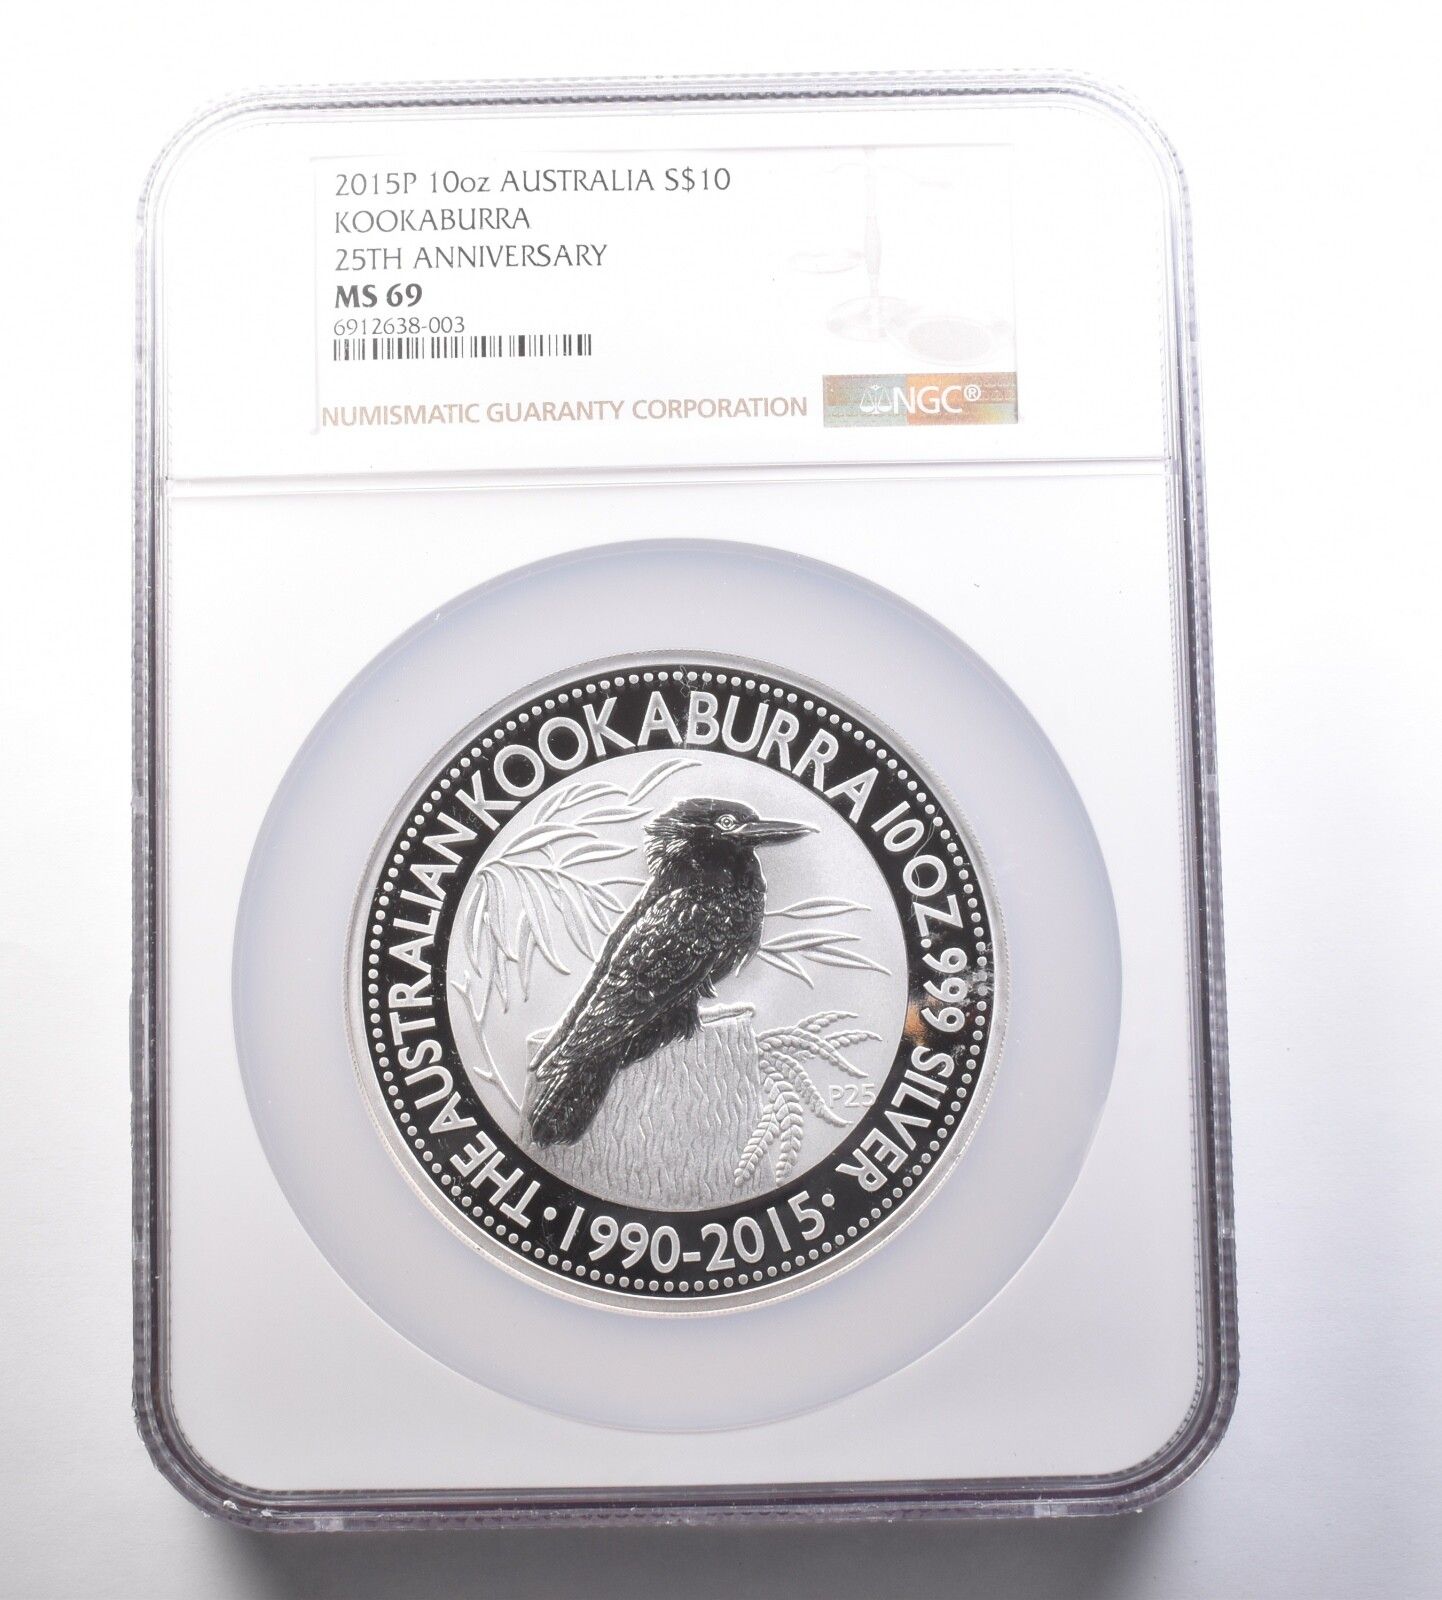 2015P 10oz AUSTRALIA S$10
KOOKABURRA
25TH ANNIVERSARY
MS 69
6912638-003
NUMISMATIC GUARANTY CORPORATION
NGC®
THE AUSTRALIAN KOOKABURRA 10 OZ. 999 SILVER
P25
· 1990-2015 ·